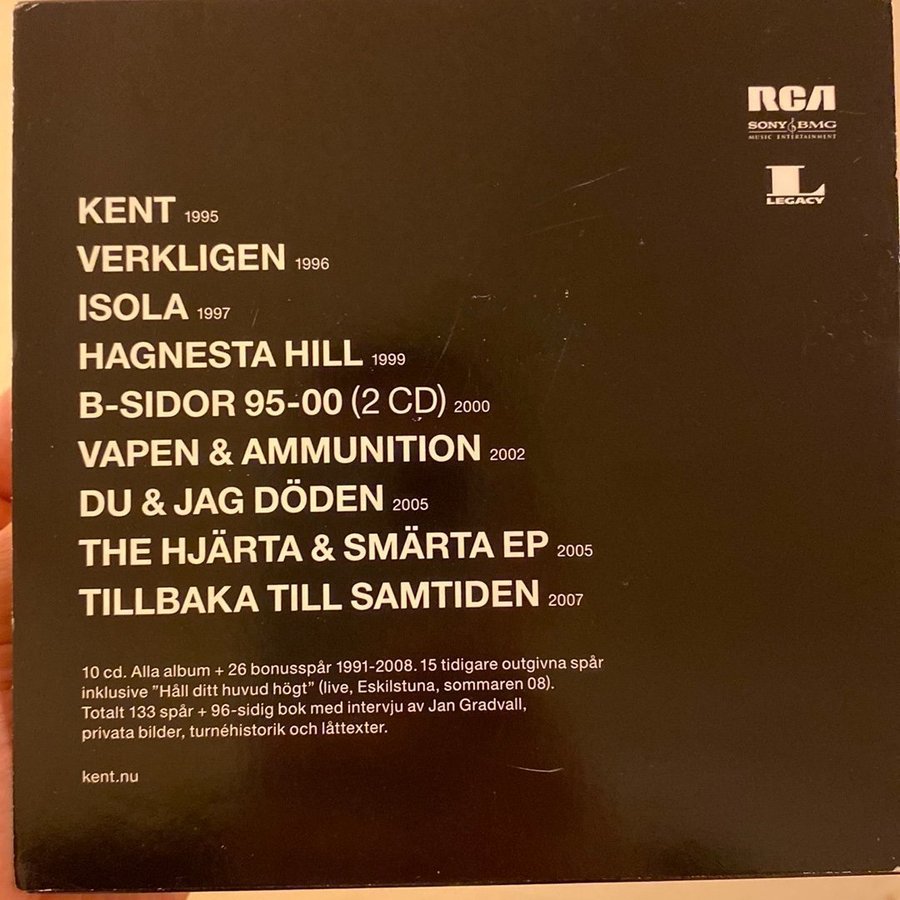 RCA
SONY BMG
MUSIC ENTERTAINMENT
L
LEGACY
KENT 1995
VERKLIGEN 1996
ISOLA 1997
HAGNESTA HILL 1999
B-SIDOR 95-00 (2 CD) 2000
VAPEN & AMMUNITION 2002
DU & JAG DÖDEN 2005
THE HJÄRTA & SMÄRTA EP 2005
TILLBAKA TILL SAMTIDEN 2007
10 cd. Alla album + 26 bonusspår 1991-2008. 15 tidigare outgivna spår
inklusive ”Håll ditt huvud högt” (live, Eskilstuna, sommaren 08).
Totalt 133 spår + 96-sidig bok med intervju av Jan Gradvall,
privata bilder, turnéhistorik och låttexter.
kent.nu